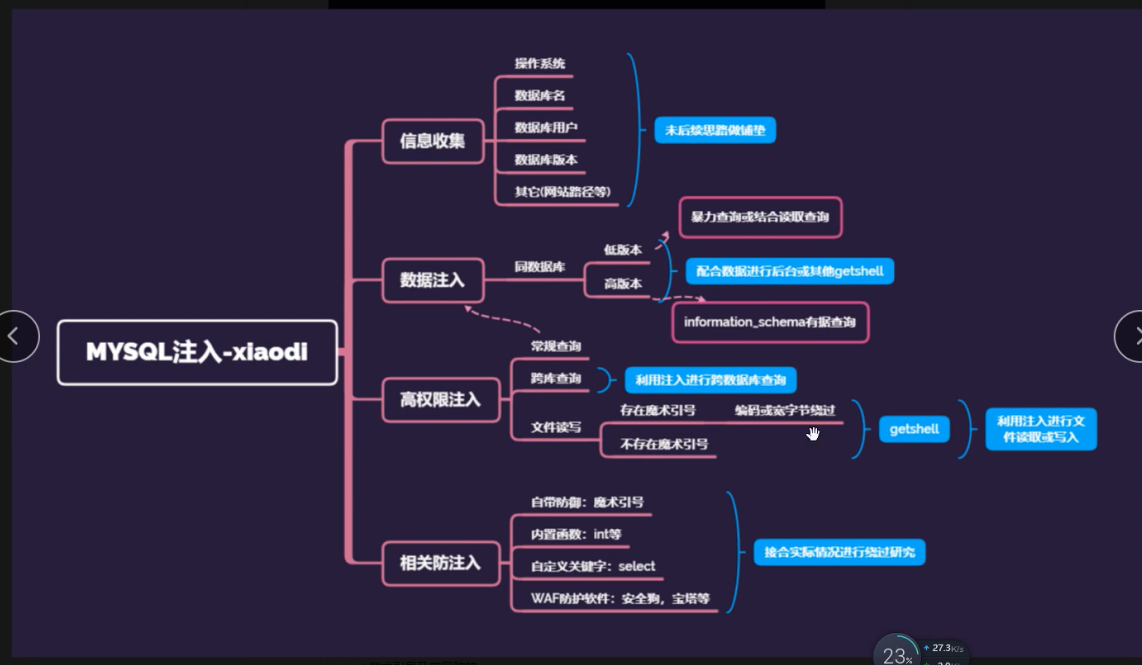 MYSQL注入-xiaodi
信息收集
操作系统
数据库名
数据库用户
数据库版本
其它(网站路径等)
未后续思路做铺垫
数据注入
同数据库
低版本
暴力查询或结合读取查询
高版本
information_schema有据查询
配合数据进行后台或其他getshell
高权限注入
常规查询
跨库查询
利用注入进行跨数据库查询
文件读写
存在魔术引号
编码或宽字节绕过
不存在魔术引号
getshell
利用注入进行文
件读取或写入
相关防注入
自带防御：魔术引号
内置函数：int等
自定义关键字：select
WAF防护软件：安全狗，宝塔等
接合实际情况进行绕过研究
23%
27.3K/s